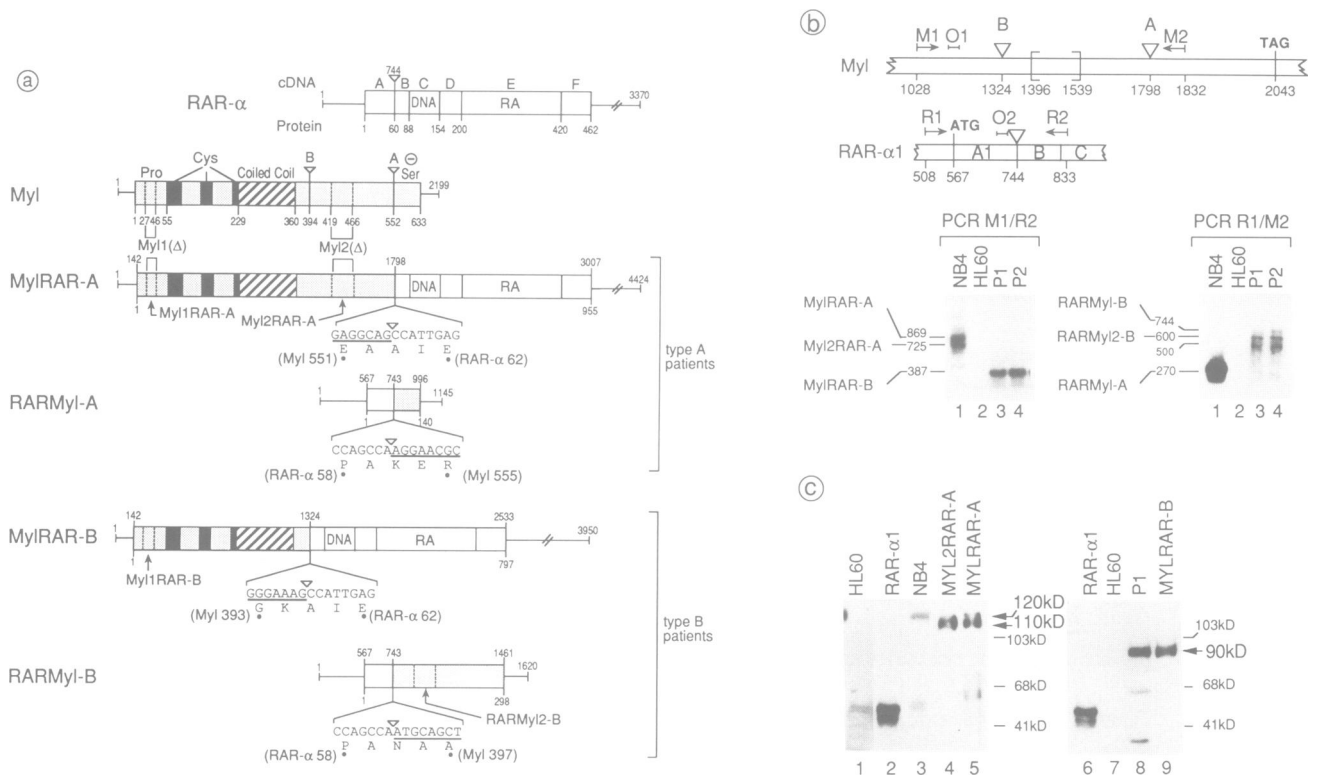 a
RAR-α
cDNA
744
A B C D E F
DNA RA
1 3370
Protein
1 60 88 154 200 420 462
Myl
Pro Cys Coiled Coil B A ⊖ Ser
1 2199
1 27 46 55 229 360 394 419 466 552 633
Myl1(Δ) Myl2(Δ)
MylRAR-A
1 142 1798 3007 4424
DNA RA
1 955
Myl1RAR-A Myl2RAR-A
GAGGCAGCCATTGAG
E A A I E
(Myl 551) (RAR-α 62)
type A
patients
RARMyl-A
567 743 996
1 1145
1 140
CCAGCCAAGGAACGC
P A K E R
(RAR-α 58) (Myl 555)
MylRAR-B
1 142 1324 2533 3950
DNA RA
1 797
Myl1RAR-B
GGGAAAGCCATTGAG
G K A I E
(Myl 393) (RAR-α 62)
type B
patients
RARMyl-B
567 743 1461
1 1620
1 298
RARMyl2-B
CCAGCCAATGCAGCT
P A N A A
(RAR-α 58) (Myl 397)
b
M1 O1 B A M2 TAG
Myl
1028 1324 1396 1539 1798 1832 2043
R1 ATG O2 R2
RAR-α1
A1 B C
508 567 744 833
PCR M1/R2
NB4 HL60 P1 P2
MylRAR-A
869
Myl2RAR-A
725
MylRAR-B 387
1 2 3 4
PCR R1/M2
NB4 HL60 P1 P2
RARMyl-B
744
RARMyl2-B 600
500
RARMyl-A 270
1 2 3 4
c
HL60 RAR-α1 NB4 MYL2RAR-A MYLRAR-A
120kD
110kD
103kD
68kD
41kD
1 2 3 4 5
RAR-α1 HL60 P1 MYLRAR-B
103kD
90kD
68kD
41kD
6 7 8 9